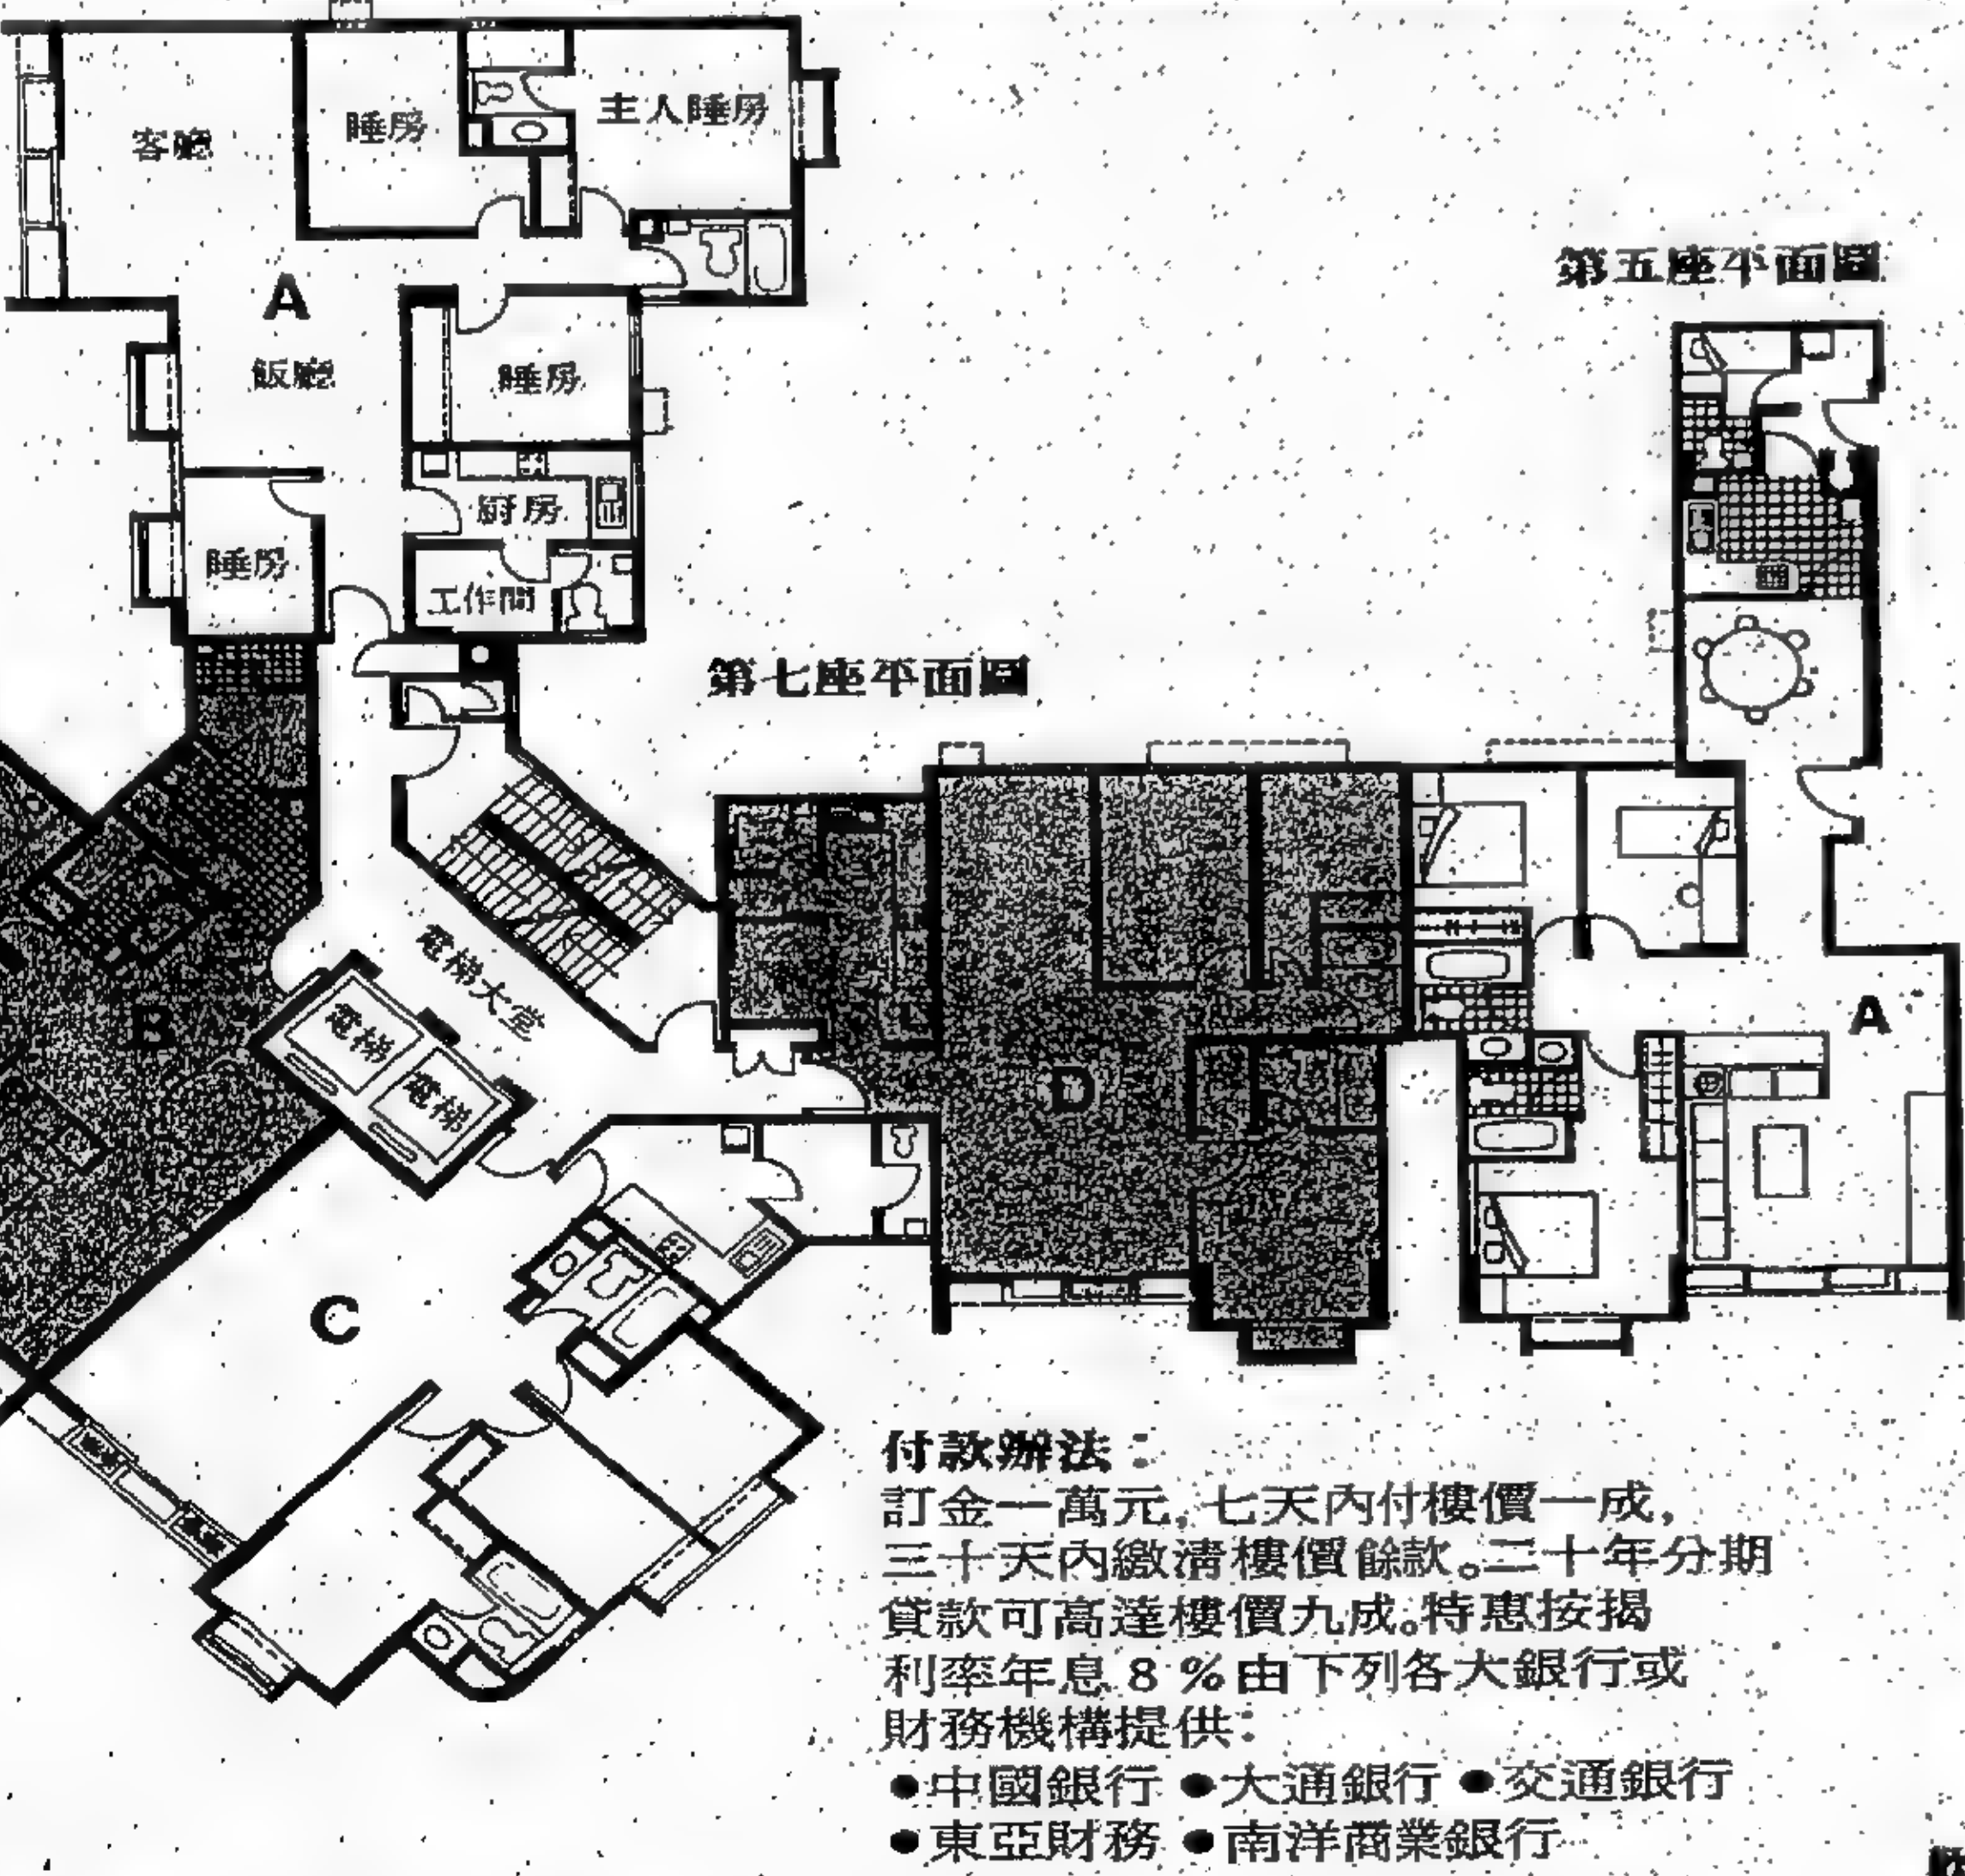 客廳
睡房
主人睡房
A
飯廳
睡房
厨房
睡房
工作間
第五座平面圖
第七座平面圖
電梯大堂
電梯
電梯
B
D
A
C
付款辦法：
訂金一萬元，七天內付樓價一成，
三十天內繳清樓價餘款。二十年分期
貸款可高達樓價九成。特惠按揭
利率年息8%由下列各大銀行或
財務機構提供：
●中國銀行 ●大通銀行 ●交通銀行
●東亞財務 ●南洋商業銀行